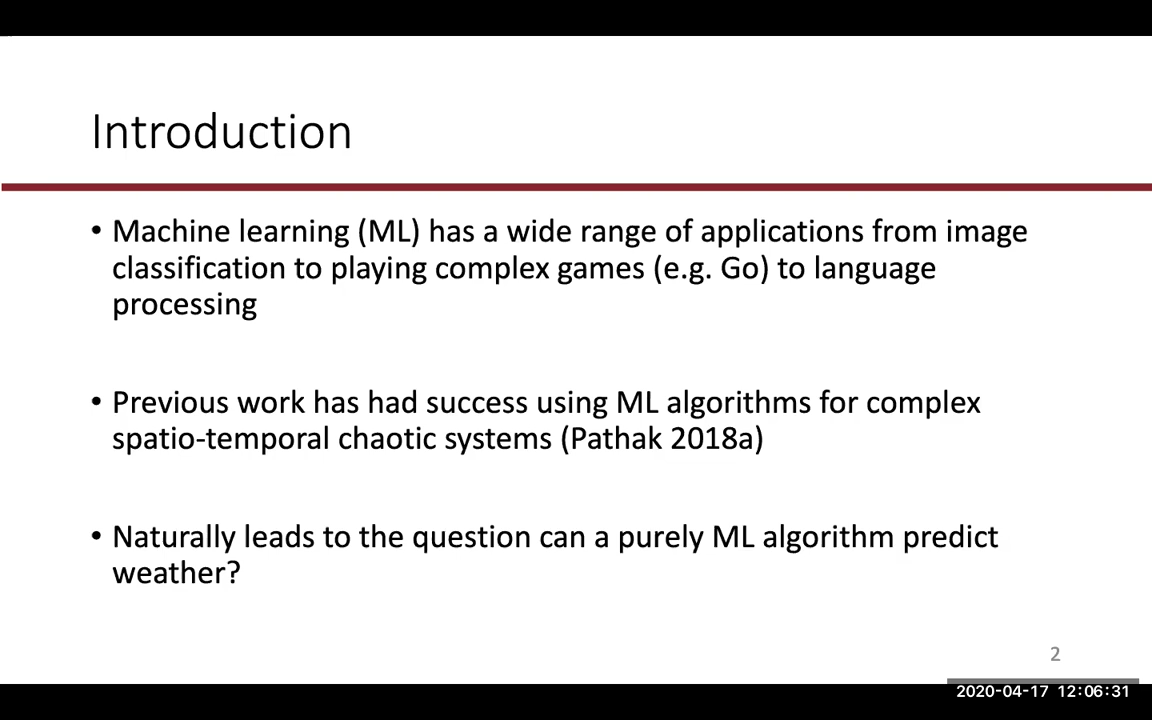 Introduction
• Machine learning (ML) has a wide range of applications from image
classification to playing complex games (e.g. Go) to language
processing
• Previous work has had success using ML algorithms for complex
spatio-temporal chaotic systems (Pathak 2018a)
• Naturally leads to the question can a purely ML algorithm predict
weather?
2
2020-04-17 12:06:31